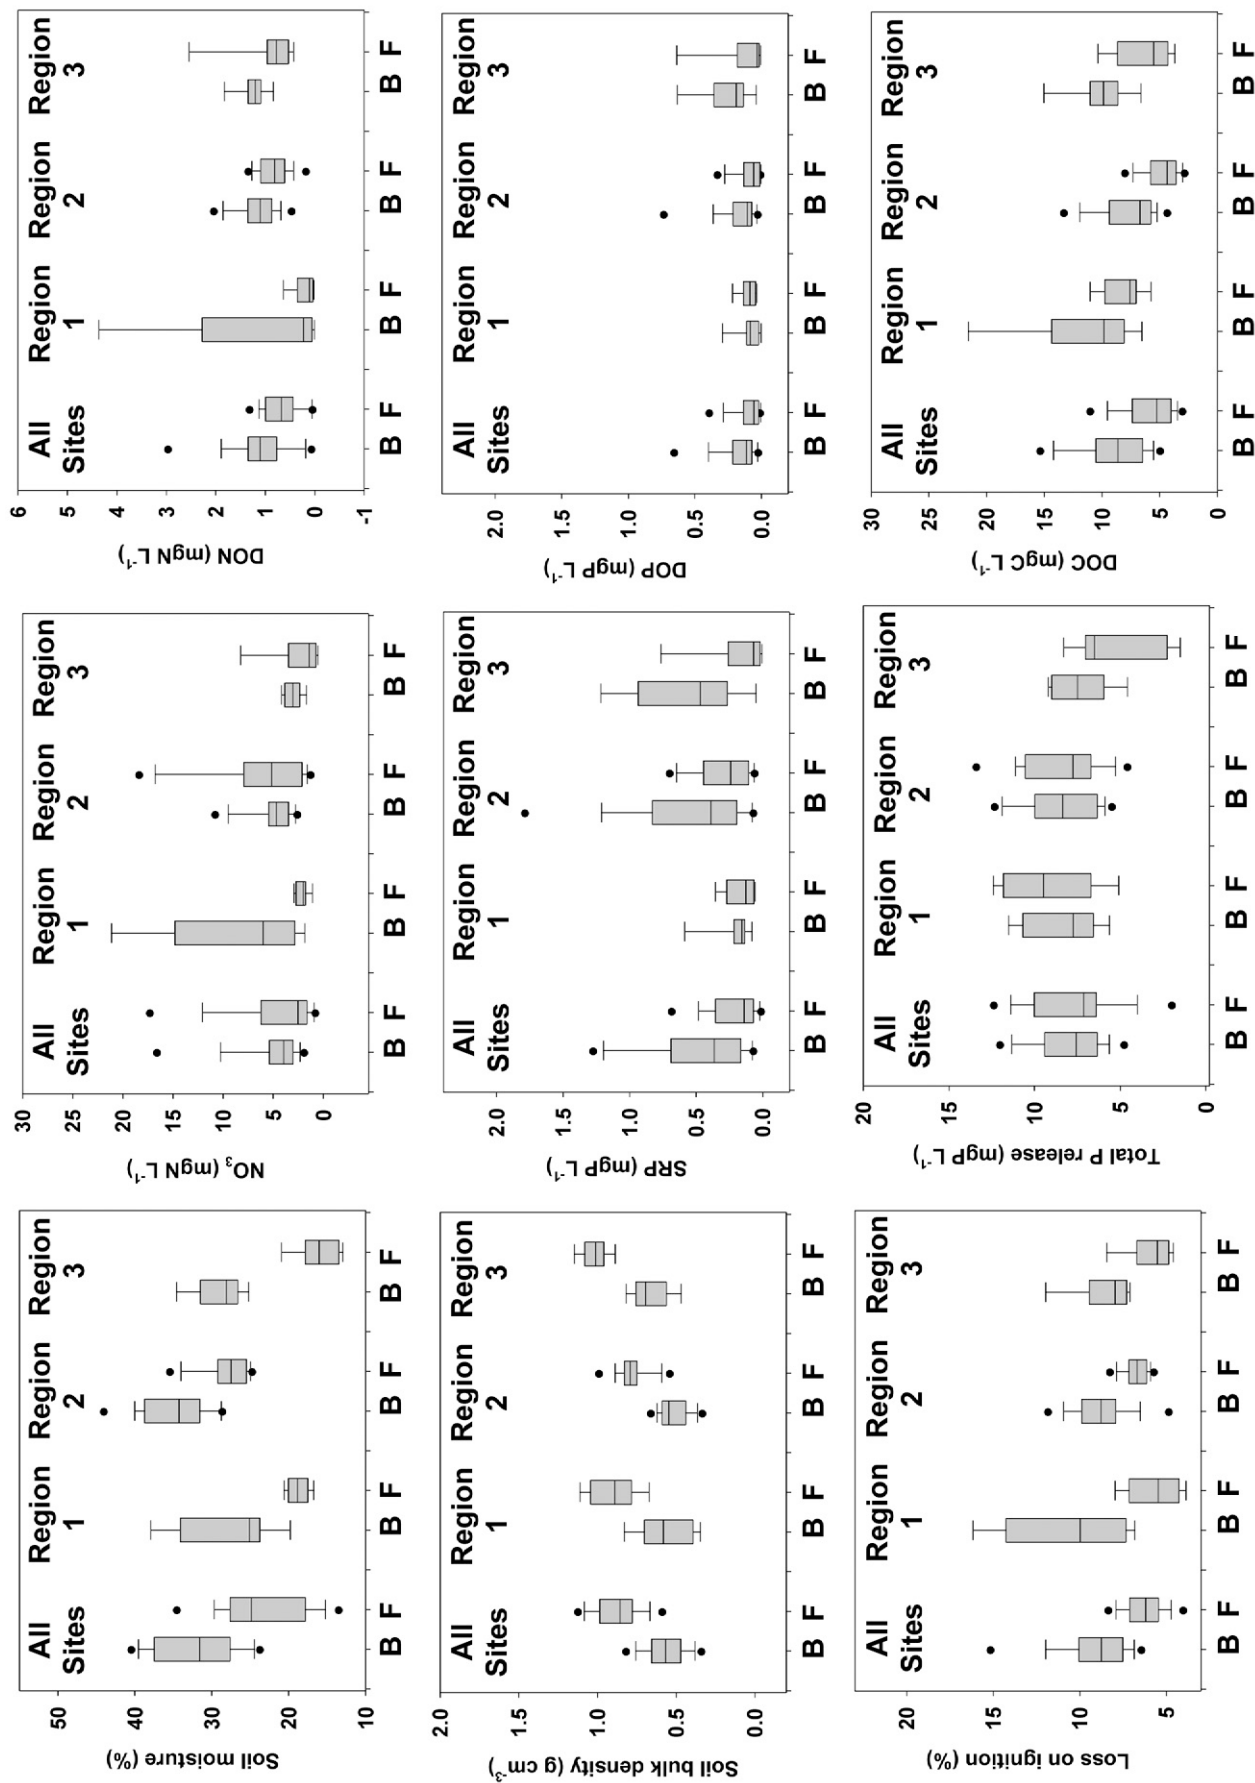 Soil moisture (%)
50
40
30
20
10
All Sites
Region 1
Region 2
Region 3
B F B F B F B F
NO₃ (mgN L⁻¹)
30
25
20
15
10
5
0
All Sites
Region 1
Region 2
Region 3
B F B F B F B F
DON (mgN L⁻¹)
6
5
4
3
2
1
0
-1
All Sites
Region 1
Region 2
Region 3
B F B F B F B F
Soil bulk density (g cm⁻³)
2.0
1.5
1.0
0.5
0.0
All Sites
Region 1
Region 2
Region 3
B F B F B F B F
SRP (mgP L⁻¹)
2.0
1.5
1.0
0.5
0.0
All Sites
Region 1
Region 2
Region 3
B F B F B F B F
DOP (mgP L⁻¹)
2.0
1.5
1.0
0.5
0.0
All Sites
Region 1
Region 2
Region 3
B F B F B F B F
Loss on ignition (%)
20
15
10
5
All Sites
Region 1
Region 2
Region 3
B F B F B F B F
Total P release (mgP L⁻¹)
20
15
10
5
0
All Sites
Region 1
Region 2
Region 3
B F B F B F B F
DOC (mgC L⁻¹)
30
25
20
15
10
5
0
All Sites
Region 1
Region 2
Region 3
B F B F B F B F